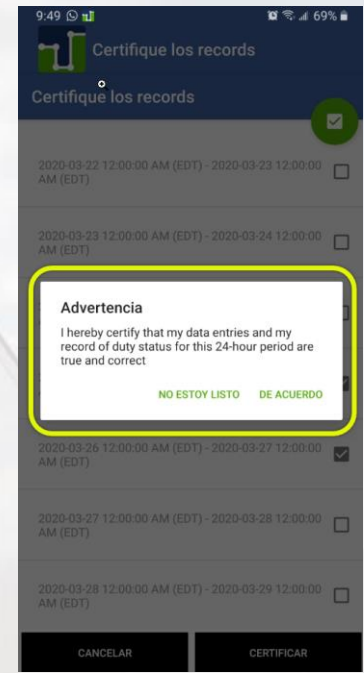 9:49 69%
Certifique los records
Certifique los records
2020-03-22 12:00:00 AM (EDT) - 2020-03-23 12:00:00
AM (EDT)
2020-03-23 12:00:00 AM (EDT) - 2020-03-24 12:00:00
AM (EDT)
Advertencia
I hereby certify that my data entries and my
record of duty status for this 24-hour period are
true and correct
NO ESTOY LISTO DE ACUERDO
2020-03-26 12:00:00 AM (EDT) - 2020-03-27 12:00:00
AM (EDT)
2020-03-27 12:00:00 AM (EDT) - 2020-03-28 12:00:00
AM (EDT)
2020-03-28 12:00:00 AM (EDT) - 2020-03-29 12:00:00
AM (EDT)
CANCELAR CERTIFICAR